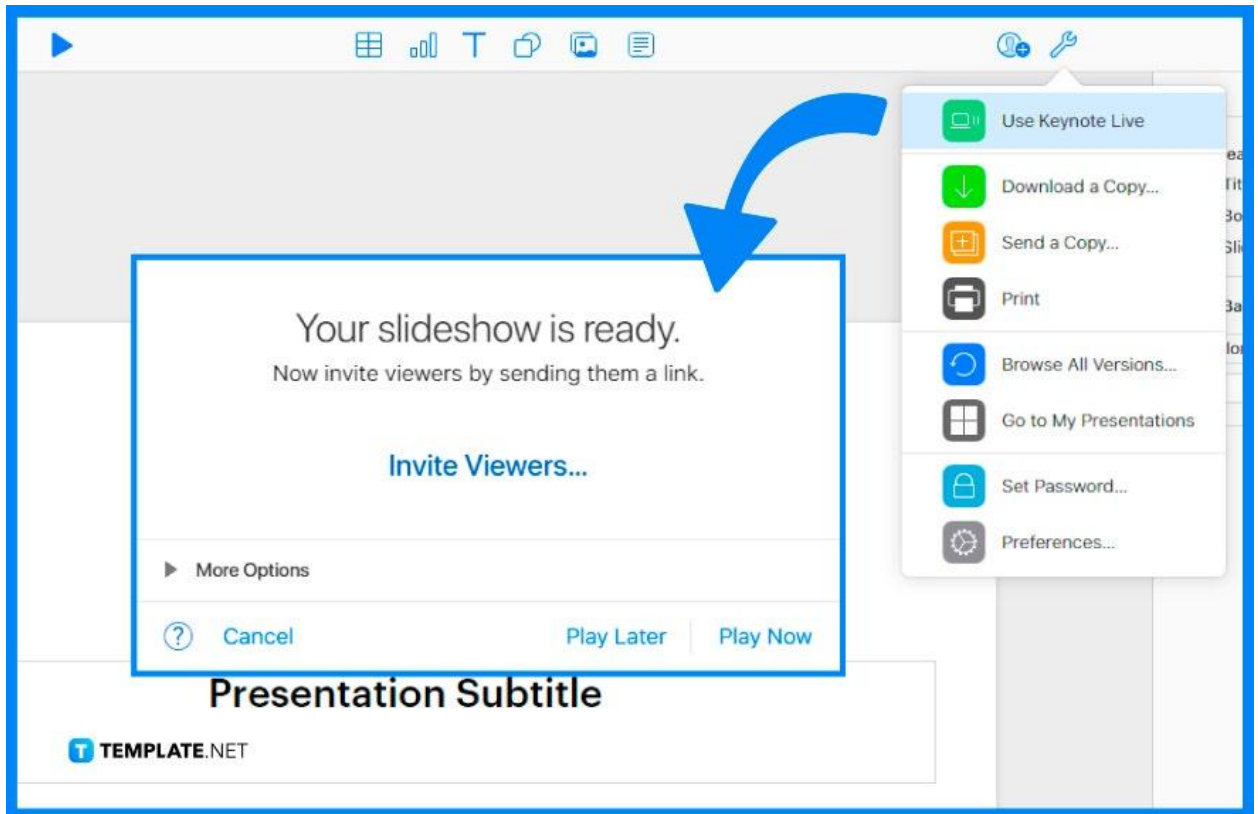 Use Keynote Live
Download a Copy...
Send a Copy...
Print
Browse All Versions...
Go to My Presentations
Set Password...
Preferences...
Your slideshow is ready.
Now invite viewers by sending them a link.
Invite Viewers...
More Options
? Cancel Play Later Play Now
Presentation Subtitle
T TEMPLATE.NET